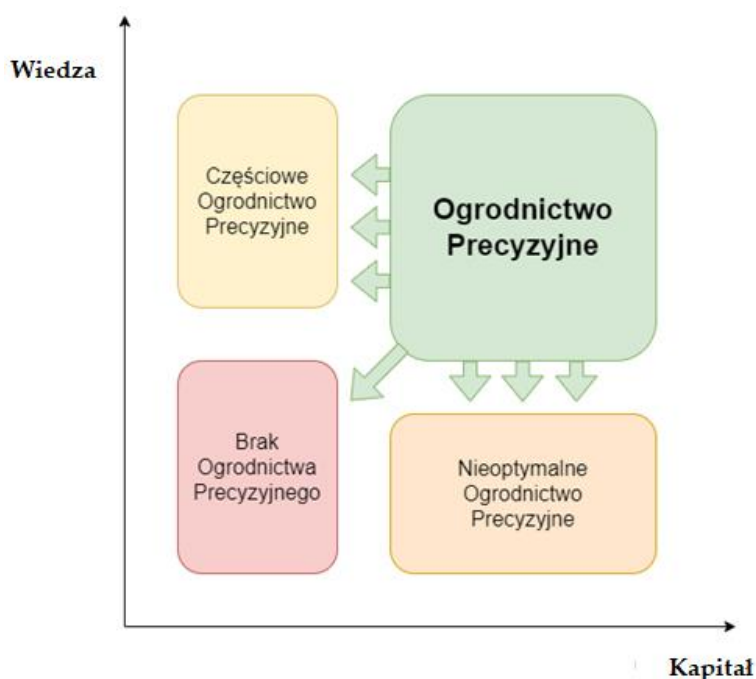 Wiedza
Częściowe
Ogrodnictwo
Precyzyjne
Ogrodnictwo
Precyzyjne
Brak
Ogrodnictwa
Precyzyjnego
Nieoptymalne
Ogrodnictwo
Precyzyjne
Kapitał